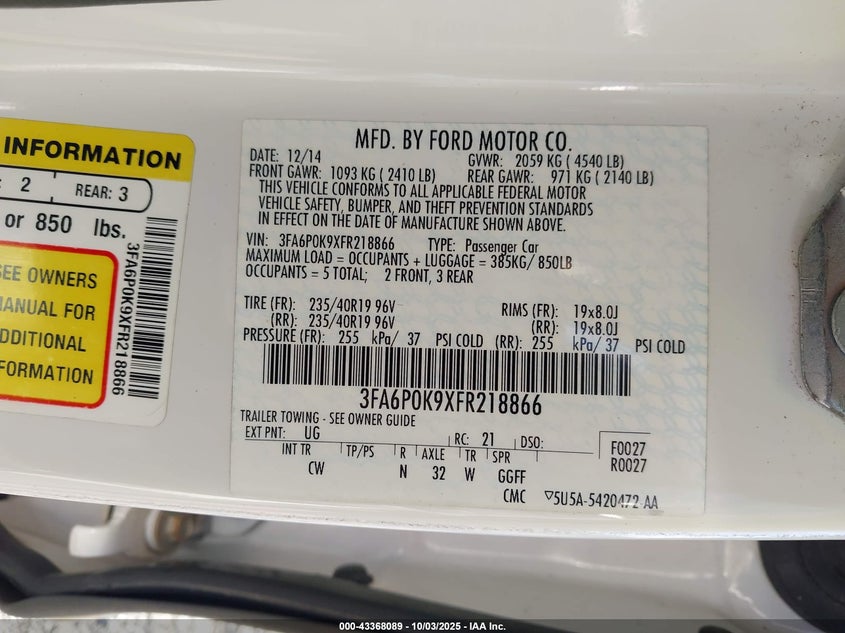 INFORMATION
2 REAR: 3
or 850 lbs.
SEE OWNERS
MANUAL FOR
ADDITIONAL
INFORMATION
3FA6P0K9XFR218866
MFD. BY FORD MOTOR CO.
DATE: 12/14 GVWR: 2059 KG ( 4540 LB)
FRONT GAWR: 1093 KG ( 2410 LB) REAR GAWR: 971 KG ( 2140 LB)
THIS VEHICLE CONFORMS TO ALL APPLICABLE FEDERAL MOTOR
VEHICLE SAFETY, BUMPER, AND THEFT PREVENTION STANDARDS
IN EFFECT ON THE DATE OF MANUFACTURE SHOWN ABOVE.
VIN: 3FA6P0K9XFR218866 TYPE: Passenger Car
MAXIMUM LOAD = OCCUPANTS + LUGGAGE = 385KG/ 850LB
OCCUPANTS = 5 TOTAL; 2 FRONT, 3 REAR
TIRE (FR): 235/40R19 96V RIMS (FR): 19x8.0J
(RR): 235/40R19 96V (RR): 19x8.0J
PRESSURE (FR): 255 kPa/ 37 PSI COLD (RR): 255 kPa/ 37 PSI COLD
3FA6P0K9XFR218866
TRAILER TOWING - SEE OWNER GUIDE
EXT PNT: UG RC: 21 DSO: F0027
R0027
INT TR TP/PS R AXLE TR SPR
CW N 32 W GGFF
CMC ▽5U5A-5420472-AA
000-43368089 - 10/03/2025 - IAA Inc.